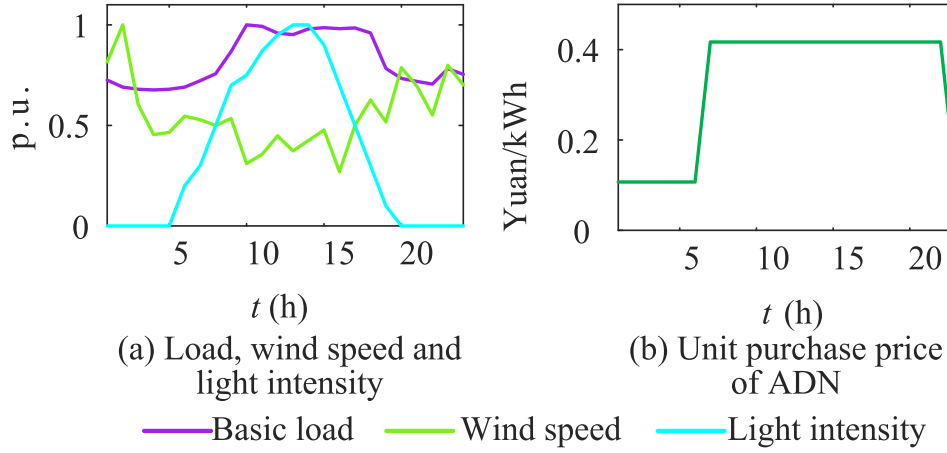 p.u.
1
0.5
0
5 10 15 20
t (h)
(a) Load, wind speed and
light intensity
Yuan/kWh
0.4
0.2
0
5 10 15 20
t (h)
(b) Unit purchase price
of ADN
Basic load Wind speed Light intensity